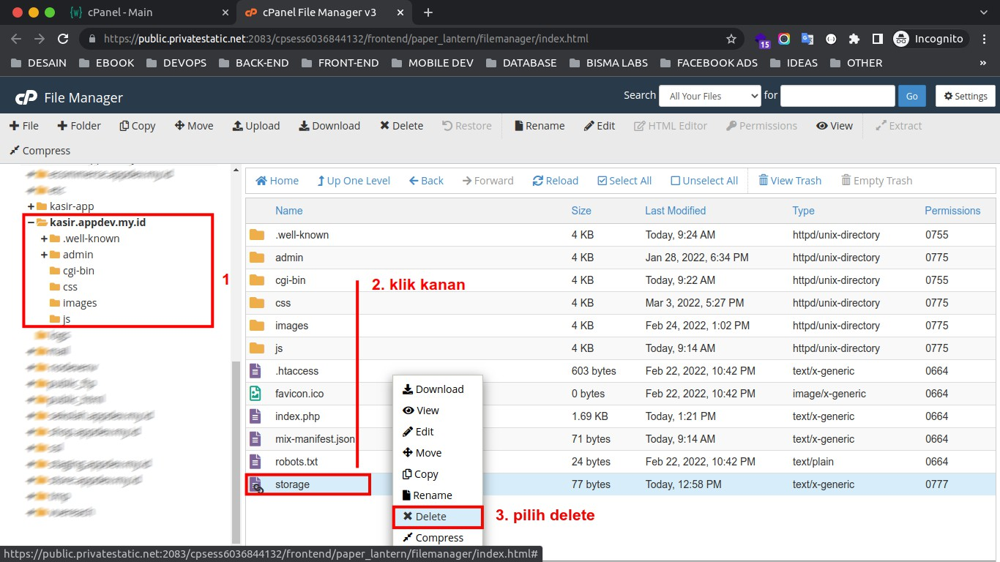 cPanel - Main
cPanel File Manager v3
https://public.privatestatic.net:2083/cpsess6036844132/frontend/paper_lantern/filemanager/index.html
15
Incognito
DESAIN EBOOK DEVOPS BACK-END FRONT-END MOBILE DEV DATABASE BISMA LABS FACEBOOK ADS IDEAS OTHER »
cP File Manager
Search All Your Files for Go Settings
File Folder Copy Move Upload Download Delete Restore Rename Edit HTML Editor Permissions View Extract
Compress
kasir-app
kasir.appdev.my.id
.well-known
admin
cgi-bin
css
images
js
1
Home Up One Level Back Forward Reload Select All Unselect All View Trash Empty Trash
Name Size Last Modified Type Permissions
.well-known 4 KB Today, 9:24 AM httpd/unix-directory 0755
admin 4 KB Jan 28, 2022, 6:34 PM httpd/unix-directory 0775
cgi-bin 4 KB Today, 9:22 AM httpd/unix-directory 0755
css 4 KB Mar 3, 2022, 5:27 PM httpd/unix-directory 0775
images 4 KB Feb 24, 2022, 1:02 PM httpd/unix-directory 0775
js 4 KB Today, 9:14 AM httpd/unix-directory 0775
.htaccess 603 bytes Feb 22, 2022, 10:42 PM text/x-generic 0664
favicon.ico 0 bytes Feb 22, 2022, 10:42 PM image/x-generic 0664
index.php 1.69 KB Today, 1:21 PM text/x-generic 0664
mix-manifest.json 71 bytes Today, 9:14 AM text/x-generic 0664
robots.txt 24 bytes Feb 22, 2022, 10:42 PM text/plain 0664
storage 77 bytes Today, 12:58 PM text/x-generic 0777
2. klik kanan
Download
View
Edit
Move
Copy
Rename
Delete
Compress
3. pilih delete
https://public.privatestatic.net:2083/cpsess6036844132/frontend/paper_lantern/filemanager/index.html#